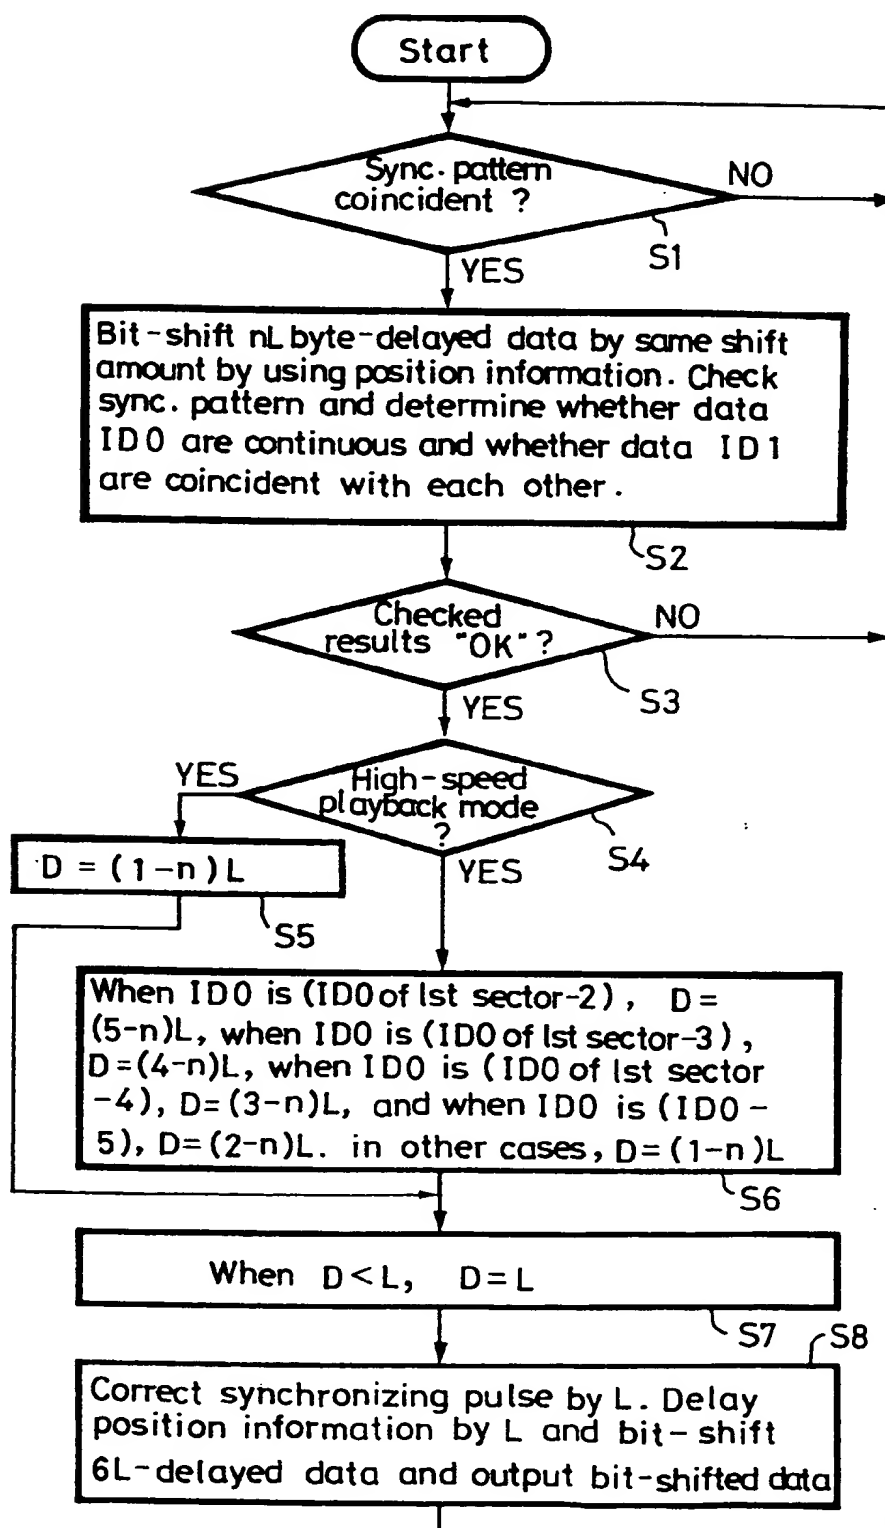 Start
Sync. pattern
coincident ?
NO
S1
YES
Bit-shift nL byte-delayed data by same shift
amount by using position information. Check
sync. pattern and determine whether data
ID0 are continuous and whether data ID1
are coincident with each other.
S2
Checked
results "OK" ?
NO
S3
YES
High-speed
playback mode
?
YES
S4
YES
D = (1-n)L
S5
When ID0 is (ID0 of 1st sector-2), D =
(5-n)L, when ID0 is (ID0 of 1st sector-3),
D=(4-n)L, when ID0 is (ID0 of 1st sector
-4), D=(3-n)L, and when ID0 is (ID0-
5), D=(2-n)L. in other cases, D=(1-n)L
S6
When D<L, D=L
S7
S8
Correct synchronizing pulse by L. Delay
position information by L and bit-shift
6L-delayed data and output bit-shifted data